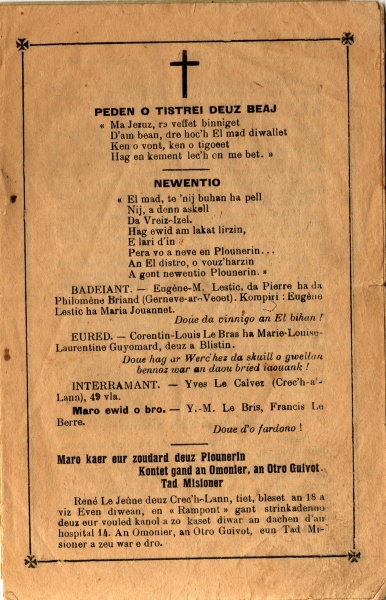 PEDEN O TISTREI DEUZ BEAJ
« Ma Jezuz, ra veffet binniget
D'am bean, dre hoc'h El mad diwallet
Ken o vont, ken o tigoeet
Hag en kement lec'h on me bet. »
NEWENTIO
« El mad, te 'nij buhan ha pell
Nij, a denn askell
Da Vreiz-Izel.
Hag ewid am lakat lirzin,
E lari d'in
Pera vo a neve en Plounerin...
An El distro, o vouz'harzin
A gont newentio Plounerin. »
BADEIANT. — Eugène-M. Lestic, da Pierre ha da
Philomène Briand (Gerneve-ar-Veoet). Kompiri : Eugène
Lestic ha Maria Jouannet.
Doue da vinnigo an El bihan !
EURED. — Corentin-Louis Le Bras ha Marie-Louise-
Laurentine Guyomard, deuz a Blistin.
Doue hag ar Werc'hez da skuill o gwellan
bennoz war an daou bried iaouank !
INTERRAMANT. — Yves Le Calvez (Crec'h-a'-
Lann), 49 vla.
Maro ewid o bro. — Y.-M. Le Bris, Francis Le
Berre.
Doue d'o fardono !
Maro kaer eur zoudard deuz Plounerin
Kontet gand an Omonier, an Otro Guivot
Tad Misioner
René Le Jeûne deuz Crec'h-Lann, tiet, bleset an 18 a
viz Even diwean, en « Rampont » gant strinkadenno
deuz eur vouled kanol a zo kaset diwar an dachen d'an
hospital 14. An Omonier, an Otro Guivot, eun Tad Mi-
sioner a zeu war e dro.